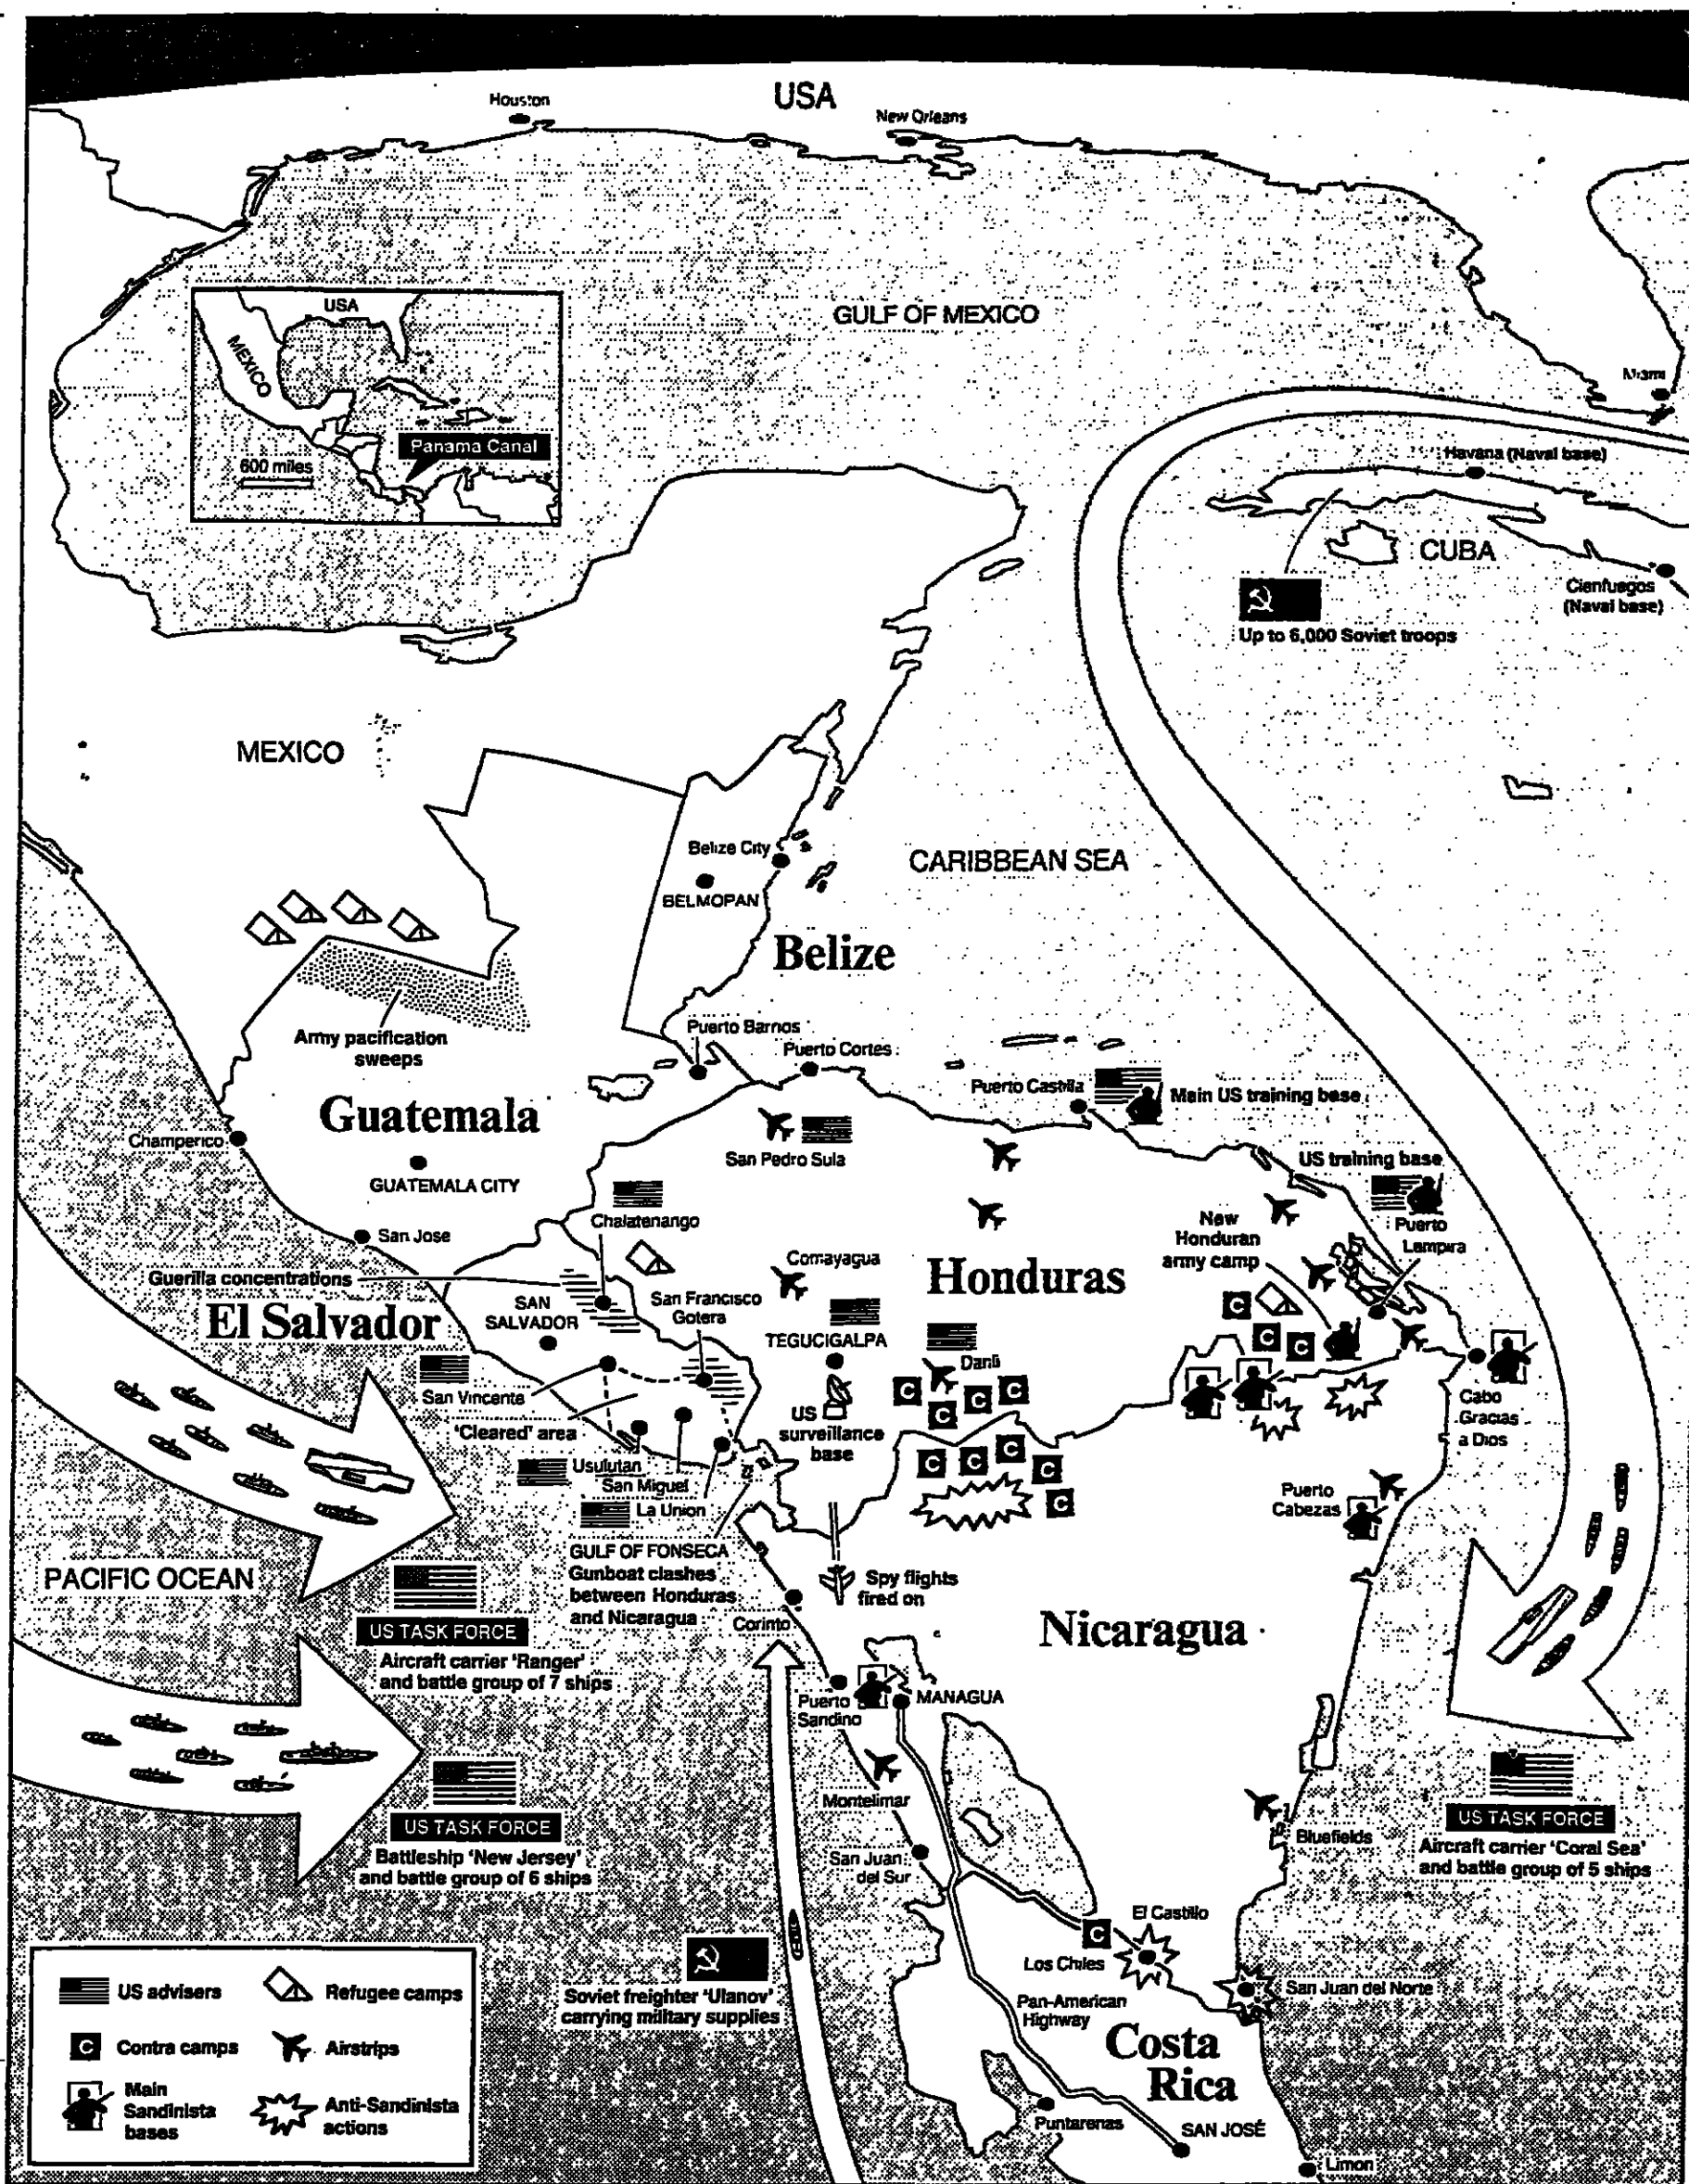 USA
Houston
New Orleans
GULF OF MEXICO
USA
MEXICO
Panama Canal
600 miles
Miami
Havana (Naval base)
CUBA
Cienfuegos
(Naval base)
Up to 6,000 Soviet troops
MEXICO
Belize City
BELMOPAN
CARIBBEAN SEA
Belize
Army pacification
sweeps
Puerto Barrios
Puerto Cortes
Puerto Castilla
Main US training base
Guatemala
Champerico
GUATEMALA CITY
San Pedro Sula
US training base
Puerto
Lempira
San Jose
Chalatenango
New
Honduran
army camp
Comayagua
Honduras
Guerilla concentrations
El Salvador
SAN
SALVADOR
San Francisco
Gotera
TEGUCIGALPA
Danli
C
C
C
C
C
C
C
C
C
C
C
C
San Vincente
'Cleared' area
US
surveillance
base
Cabo
Gracias
a Dios
Usulutan
San Miguel
La Union
Puerto
Cabezas
PACIFIC OCEAN
GULF OF FONSECA
Gunboat clashes
between Honduras
and Nicaragua
Spy flights
fired on
Corinto
Nicaragua
US TASK FORCE
Aircraft carrier 'Ranger'
and battle group of 7 ships
Puerto
Sandino
MANAGUA
US TASK FORCE
Battleship 'New Jersey'
and battle group of 6 ships
Montelimar
San Juan
del Sur
Bluefields
US TASK FORCE
Aircraft carrier 'Coral Sea'
and battle group of 5 ships
El Castillo
C
Los Chiles
San Juan del Norte
Pan-American
Highway
Costa
Rica
Soviet freighter 'Ulanov'
carrying military supplies
Puntarenas
SAN JOSÉ
Limon
US advisers
Refugee camps
C
Contra camps
Airstrips
Main
Sandinista
bases
Anti-Sandinista
actions